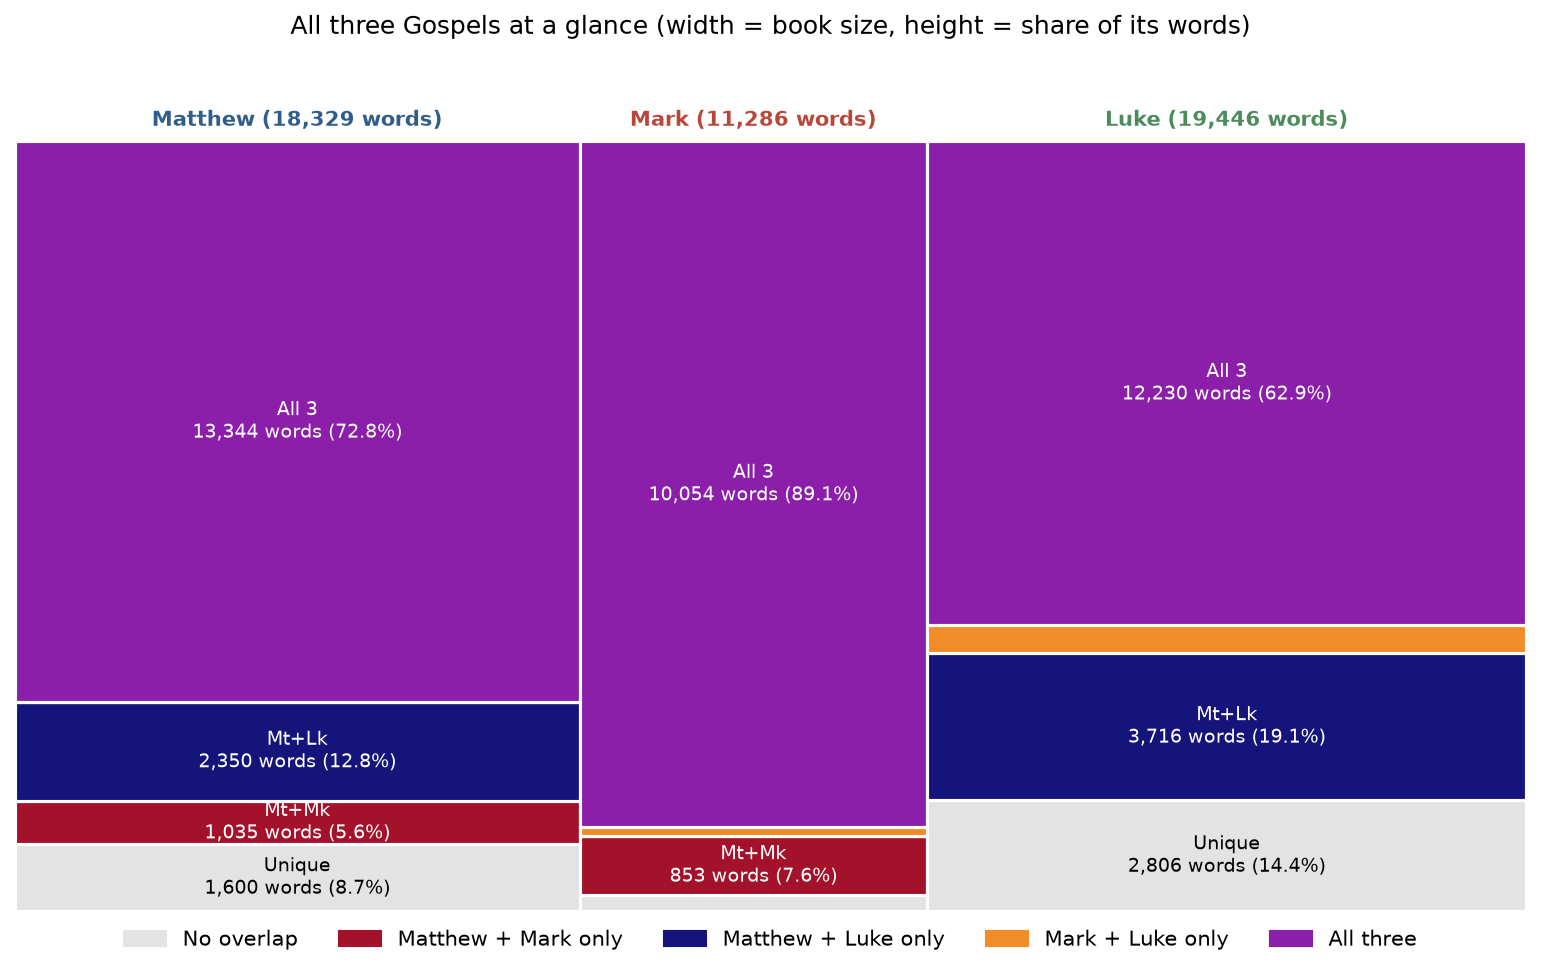 All three Gospels at a glance (width = book size, height = share of its words)
Matthew (18,329 words)
Mark (11,286 words)
Luke (19,446 words)
All 3
13,344 words (72.8%)
Mt+Lk
2,350 words (12.8%)
Mt+Mk
1,035 words (5.6%)
Unique
1,600 words (8.7%)
All 3
10,054 words (89.1%)
Mt+Mk
853 words (7.6%)
All 3
12,230 words (62.9%)
Mt+Lk
3,716 words (19.1%)
Unique
2,806 words (14.4%)
No overlap
Matthew + Mark only
Matthew + Luke only
Mark + Luke only
All three